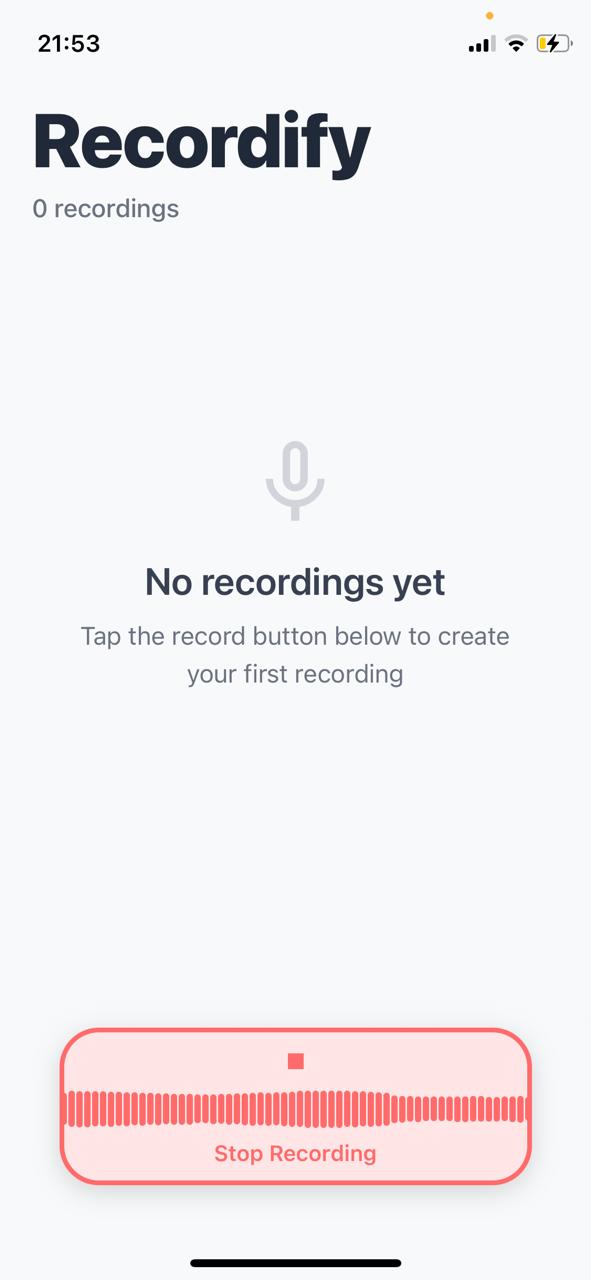 21:53
Recordify
0 recordings
No recordings yet
Tap the record button below to create
your first recording
Stop Recording